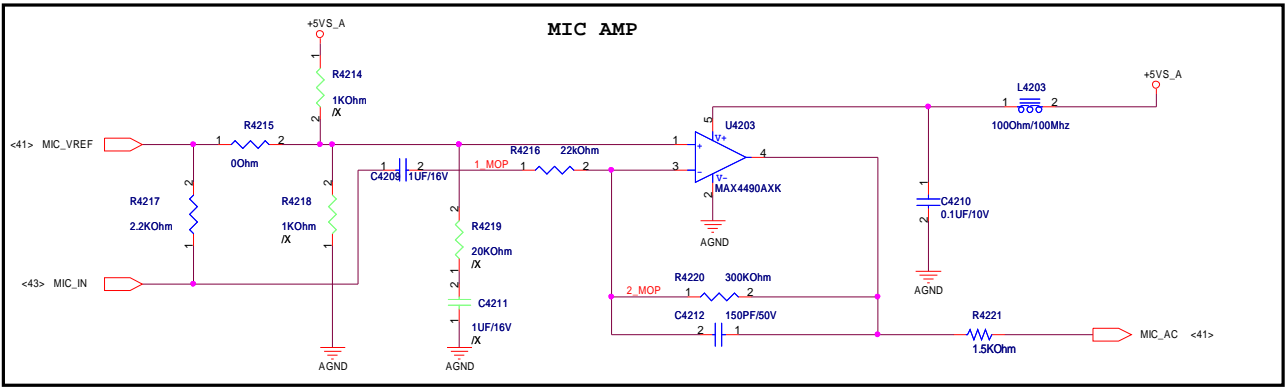 MIC AMP
+5VS_A
1
R4214
1KOhm
/X
2
+5VS_A
L4203
1 2
100Ohm/100Mhz
<41> MIC_VREF
R4215
1 2
0Ohm
5
U4203
V+
1
+
3
-
4
V-
MAX4490AXK
2
AGND
C4209
1 2
1UF/16V
1_MOP
R4216 22kOhm
1 2
2
R4217
2.2KOhm
1
2
R4218
1KOhm
/X
1
AGND
2
R4219
20KOhm
/X
1
2
C4211
1UF/16V
/X
1
AGND
1
C4210
0.1UF/10V
2
AGND
<43> MIC_IN
R4220 300KOhm
2_MOP
1 2
C4212 150PF/50V
2 1
R4221
1 2
1.5KOhm
MIC_AC <41>